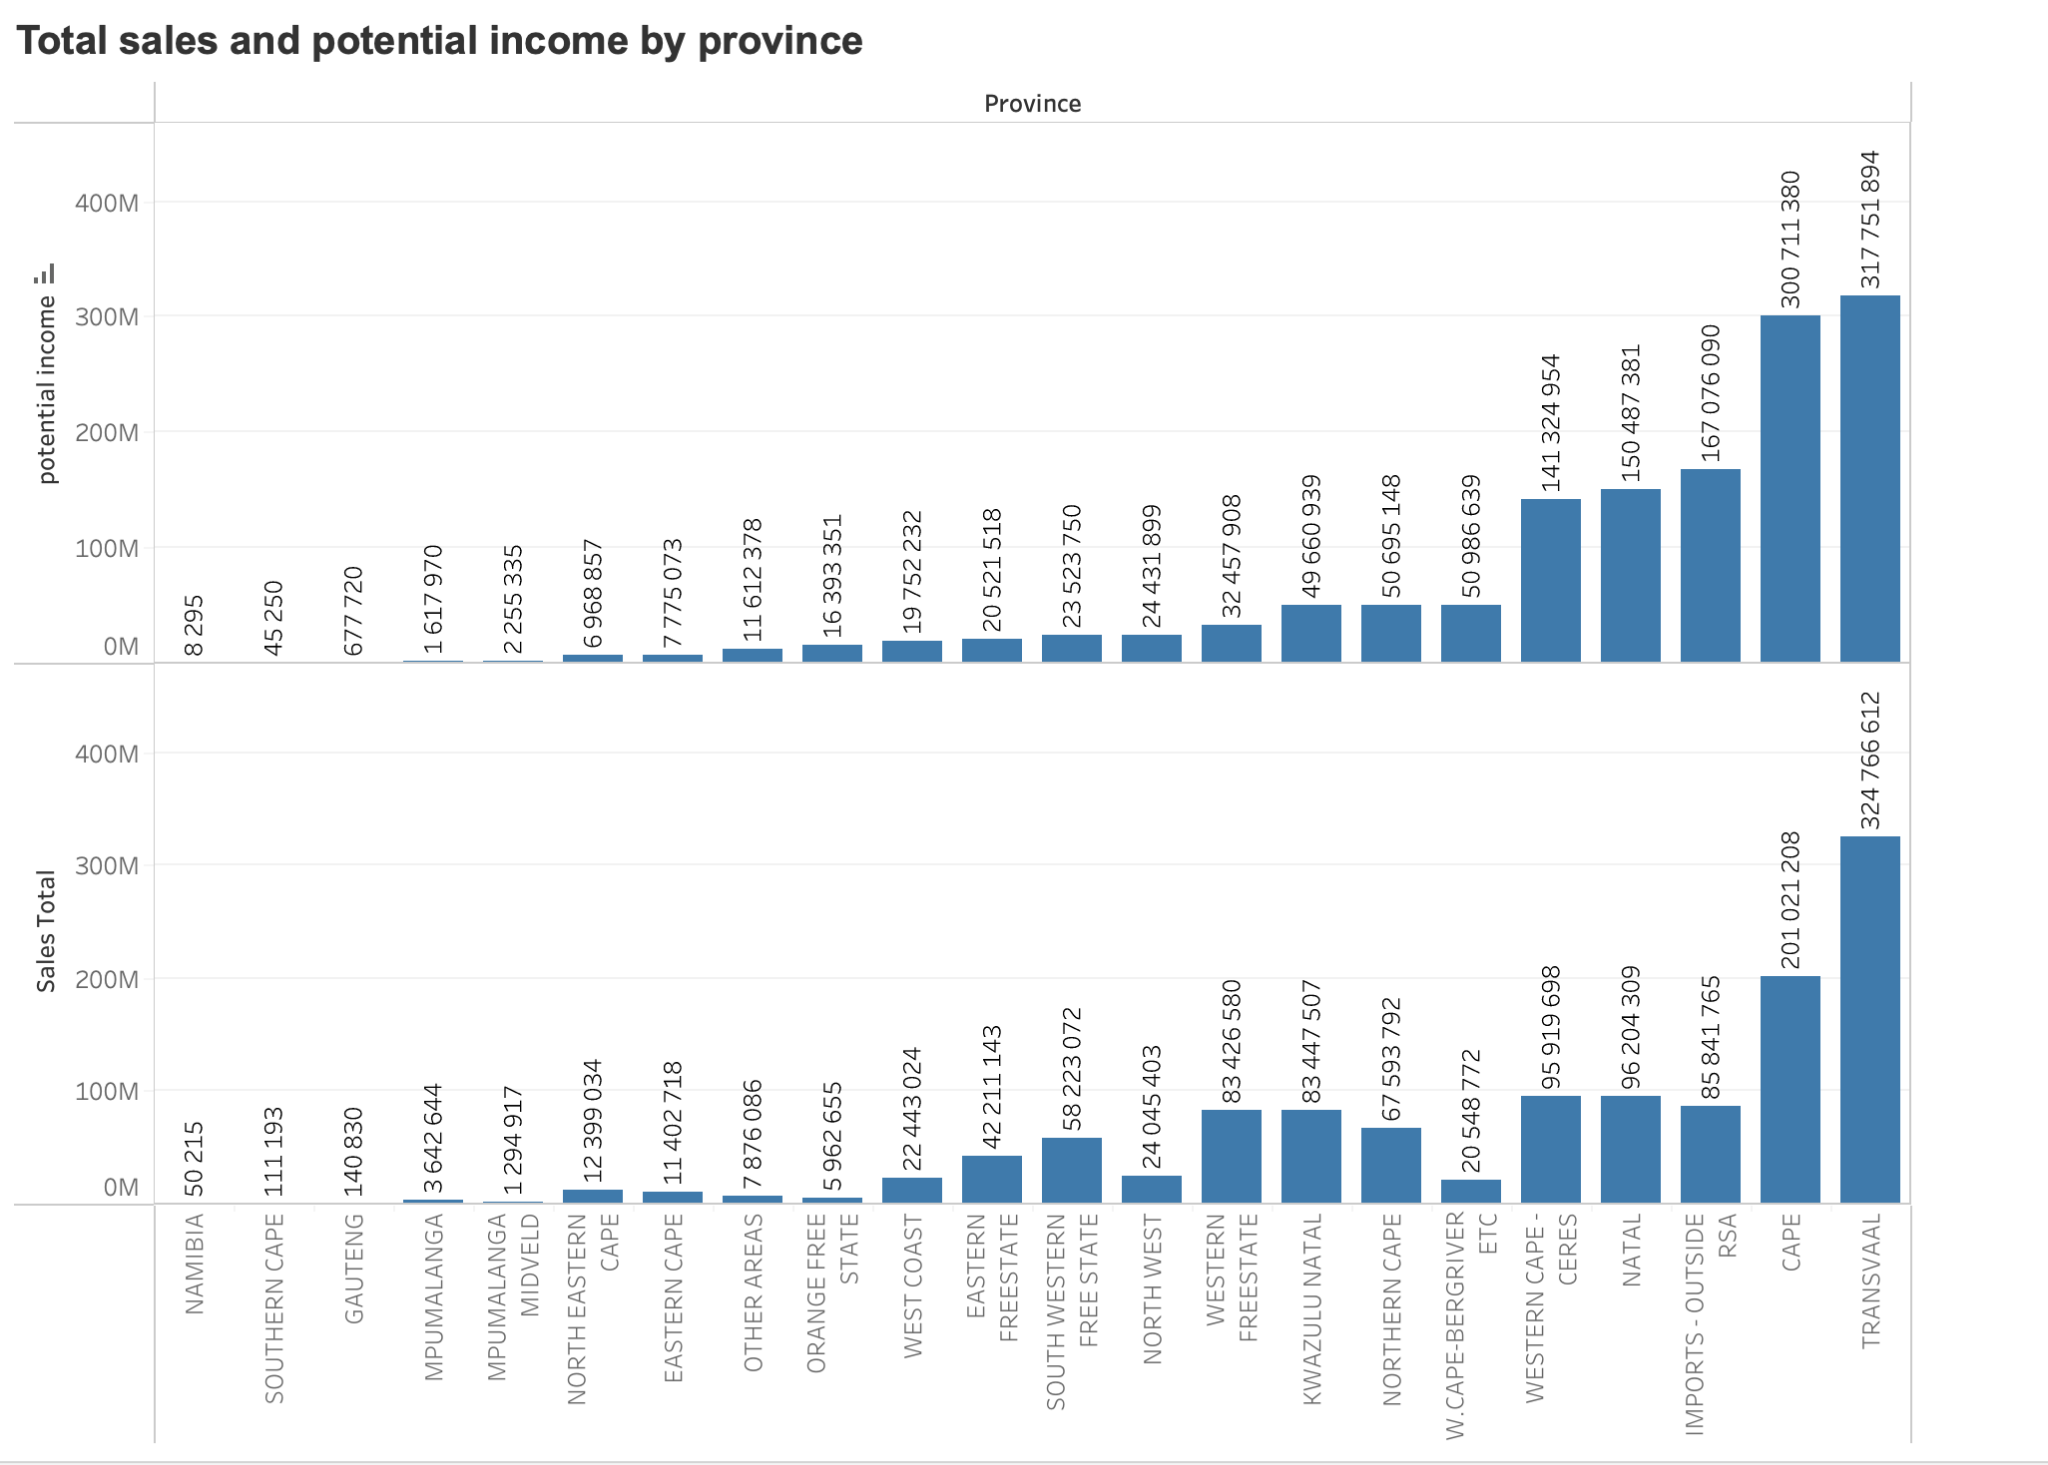 Total sales and potential income by province
Province
potential income
400M
300M
200M
100M
0M
8 295
45 250
677 720
1 617 970
2 255 335
6 968 857
7 775 073
11 612 378
16 393 351
19 752 232
20 521 518
23 523 750
24 431 899
32 457 908
49 660 939
50 695 148
50 986 639
141 324 954
150 487 381
167 076 090
300 711 380
317 751 894
Sales Total
400M
300M
200M
100M
0M
50 215
111 193
140 830
3 642 644
1 294 917
12 399 034
11 402 718
7 876 086
5 962 655
22 443 024
42 211 143
58 223 072
24 045 403
83 426 580
83 447 507
67 593 792
20 548 772
95 919 698
96 204 309
85 841 765
201 021 208
324 766 612
NAMIBIA
SOUTHERN CAPE
GAUTENG
MPUMALANGA
MPUMALANGA
MIDVELD
NORTH EASTERN
CAPE
EASTERN CAPE
OTHER AREAS
ORANGE FREE
STATE
WEST COAST
EASTERN
FREESTATE
SOUTH WESTERN
FREE STATE
NORTH WEST
WESTERN
FREESTATE
KWAZULU NATAL
NORTHERN CAPE
W.CAPE-BERGRIVER
ETC
WESTERN CAPE -
CERES
NATAL
IMPORTS - OUTSIDE
RSA
CAPE
TRANSVAAL